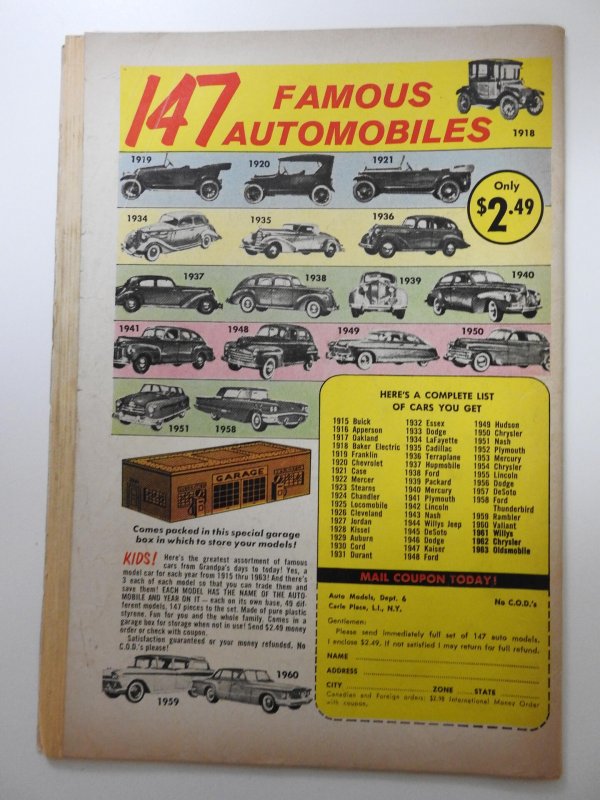 147 FAMOUS
AUTOMOBILES
1918
1919
1920
1921
Only
$2.49
1934
1935
1936
1937
1938
1939
1940
1941
1948
1949
1950
1951
1958
GARAGE
Comes packed in this special garage
box in which to store your models!
KIDS! Here's the greatest assortment of famous
cars from Grandpa's days to today! Yes, a
model car for each year from 1915 thru 1963! And there's
3 each of each model so that you can trade them and
save them! EACH MODEL HAS THE NAME OF THE AUTO-
MOBILE AND YEAR ON IT — each on its own base, 49 dif-
ferent models, 147 pieces to the set. Made of pure plastic
styrene. Fun for you and the whole family. Comes in a
garage box for storage when not in use! Send $2.49 money
order or check with coupon.
Satisfaction guaranteed or your money refunded. No
C.O.D.'s please!
1959
1960
HERE'S A COMPLETE LIST
OF CARS YOU GET
1915 Buick
1916 Apperson
1917 Oakland
1918 Baker Electric
1919 Franklin
1920 Chevrolet
1921 Case
1922 Mercer
1923 Stearns
1924 Chandler
1925 Locomobile
1926 Cleveland
1927 Jordan
1928 Kissel
1929 Auburn
1930 Cord
1931 Durant
1932 Essex
1933 Dodge
1934 LaFayette
1935 Cadillac
1936 Terraplane
1937 Hupmobile
1938 Ford
1939 Packard
1940 Mercury
1941 Plymouth
1942 Lincoln
1943 Nash
1944 Willys Jeep
1945 DeSoto
1946 Dodge
1947 Kaiser
1948 Ford
1949 Hudson
1950 Chrysler
1951 Nash
1952 Plymouth
1953 Mercury
1954 Chrysler
1955 Lincoln
1956 Dodge
1957 DeSoto
1958 Ford
Thunderbird
1959 Rambler
1960 Valiant
1961 Willys
1962 Chrysler
1963 Oldsmobile
MAIL COUPON TODAY!
Auto Models, Dept. 6
Carle Place, L.I., N.Y.
No C.O.D.'s
Gentlemen:
Please send immediately full set of 147 auto models.
I enclose $2.49. If not satisfied I may return for full refund.
NAME
ADDRESS
CITY ZONE STATE
Canadian and Foreign orders: $2.98 International Money Order
with coupon.